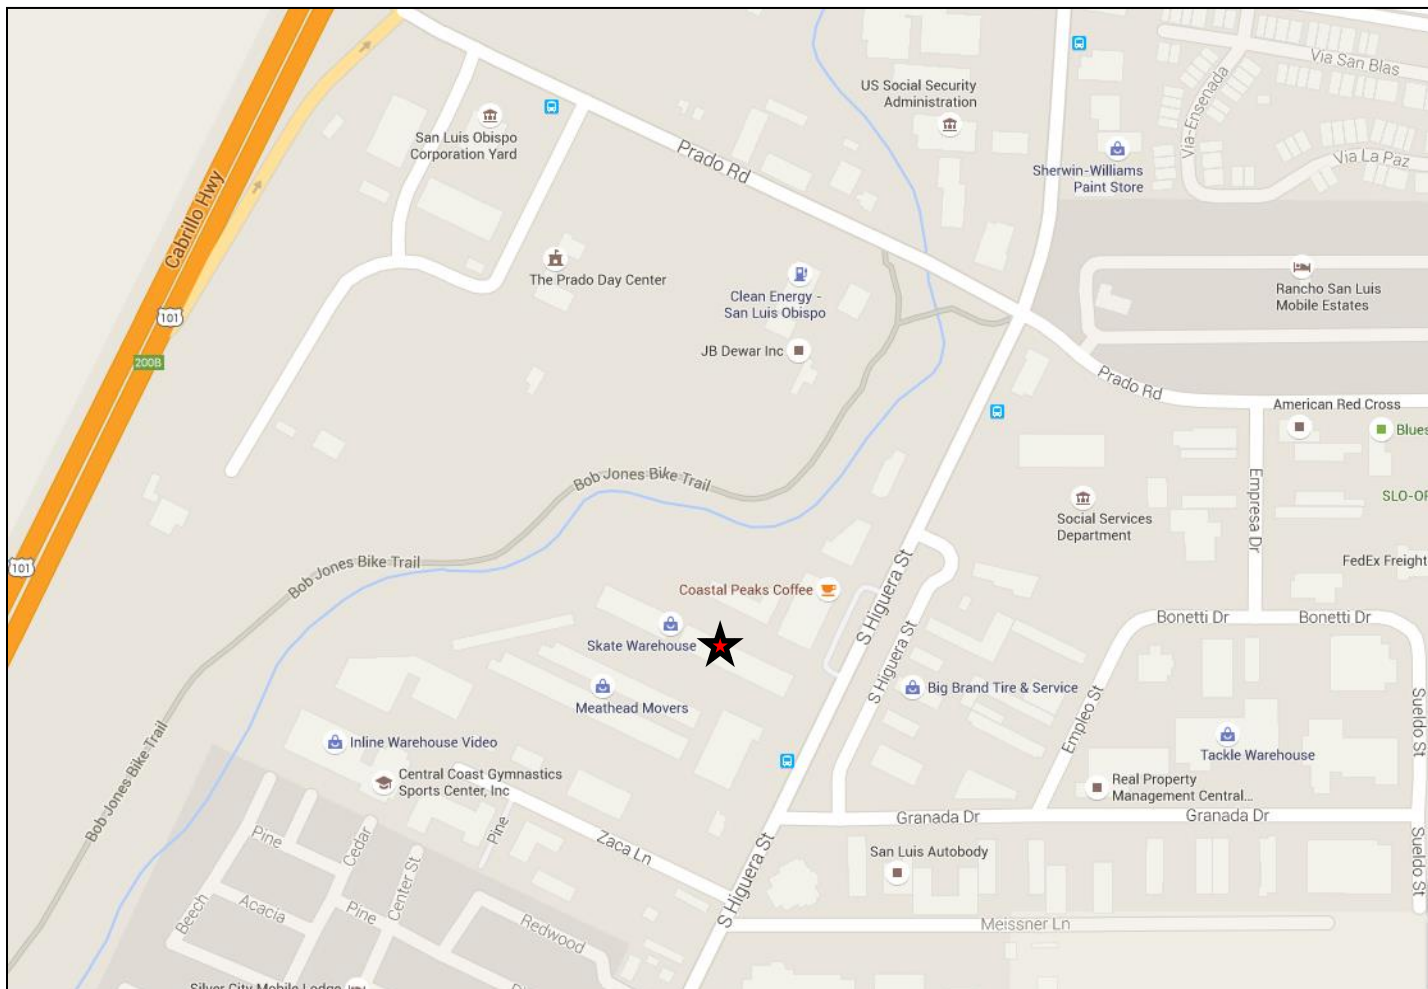 Via San Blas
Via-Ensenada
Via La Paz
US Social Security
Administration
San Luis Obispo
Corporation Yard
Prado Rd
Sherwin-Williams
Paint Store
Cabrillo Hwy
The Prado Day Center
Clean Energy -
San Luis Obispo
Rancho San Luis
Mobile Estates
101
200B
JB Dewar Inc
Prado Rd
American Red Cross
Blues
Bob Jones Bike Trail
Empresa Dr
SLO-OP
Social Services
Department
101
Bob Jones Bike Trail
FedEx Freight
Coastal Peaks Coffee
S Higuera St
Bonetti Dr
Bonetti Dr
Skate Warehouse
S Higuera St
Big Brand Tire & Service
Meathead Movers
Empleo St
Sueldo St
Inline Warehouse Video
Tackle Warehouse
Bob Jones Bike Trail
Central Coast Gymnastics
Sports Center, Inc
Real Property
Management Central...
Granada Dr
Granada Dr
Pine
Cedar
Pine
Zaca Ln
San Luis Autobody
S Higuera St
Sueldo St
Center St
Beech
Acacia
Pine
Redwood
Meissner Ln
Silver City Mobile Lodge